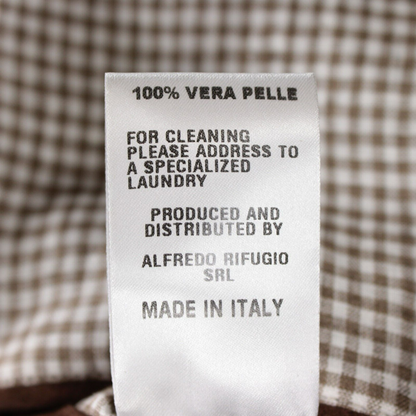 100% VERA PELLE
FOR CLEANING
PLEASE ADDRESS TO
A SPECIALIZED
LAUNDRY
PRODUCED AND
DISTRIBUTED BY
ALFREDO RIFUGIO
SRL
MADE IN ITALY